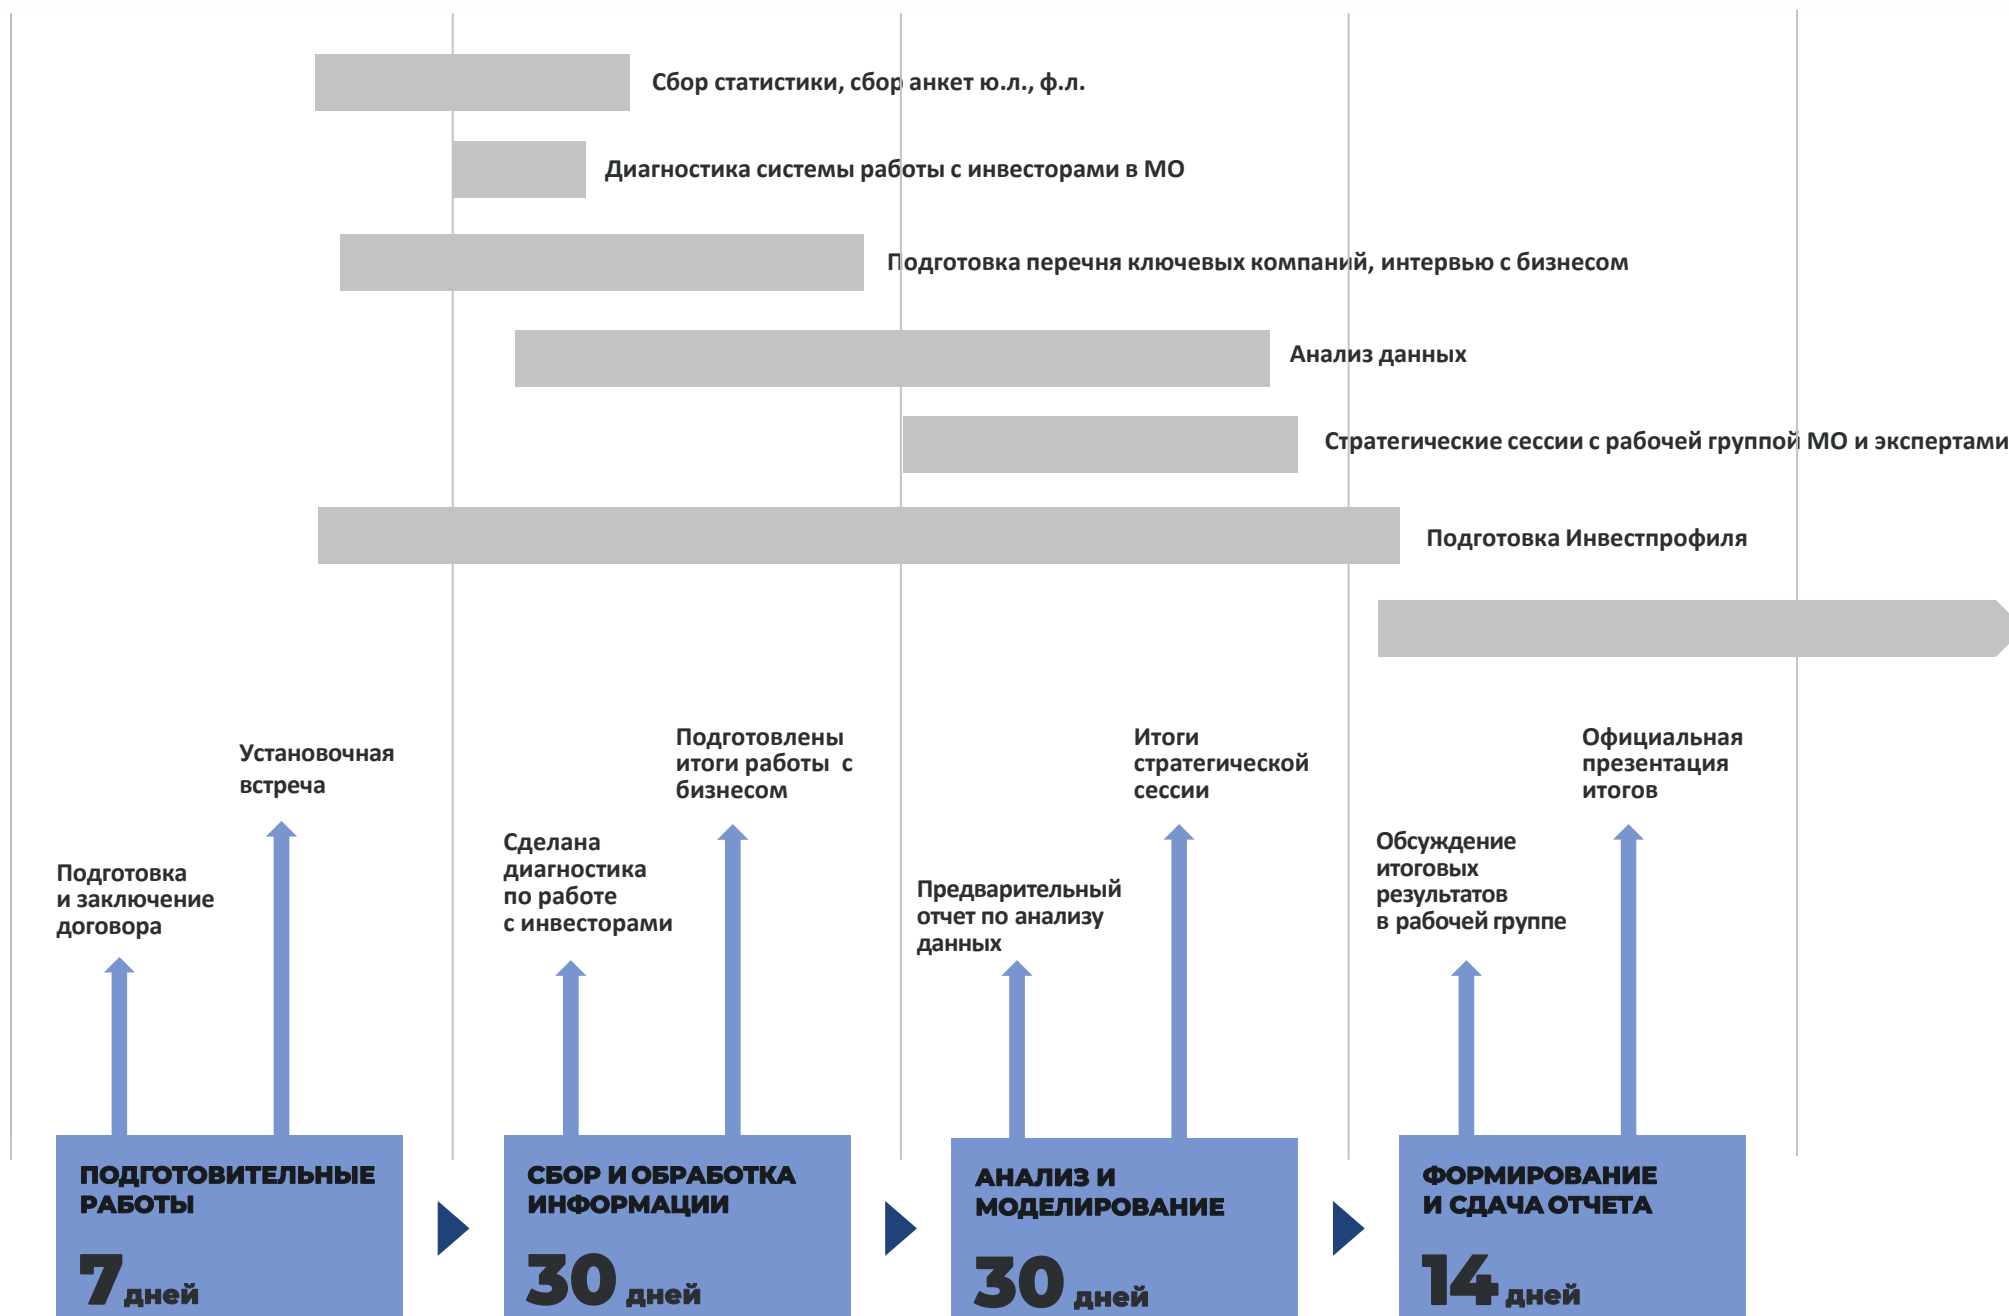 Сбор статистики, сбор анкет ю.л., ф.л.
Диагностика системы работы с инвесторами в МО
Подготовка перечня ключевых компаний, интервью с бизнесом
Анализ данных
Стратегические сессии с рабочей группой МО и экспертами
Подготовка Инвестпрофиля
Подготовка
и заключение
договора
Установочная
встреча
Сделана
диагностика
по работе
с инвесторами
Подготовлены
итоги работы с
бизнесом
Предварительный
отчет по анализу
данных
Итоги
стратегической
сессии
Обсуждение
итоговых
результатов
в рабочей группе
Официальная
презентация
итогов
ПОДГОТОВИТЕЛЬНЫЕ
РАБОТЫ
7 дней
СБОР И ОБРАБОТКА
ИНФОРМАЦИИ
30 дней
АНАЛИЗ И
МОДЕЛИРОВАНИЕ
30 дней
ФОРМИРОВАНИЕ
И СДАЧА ОТЧЕТА
14 дней